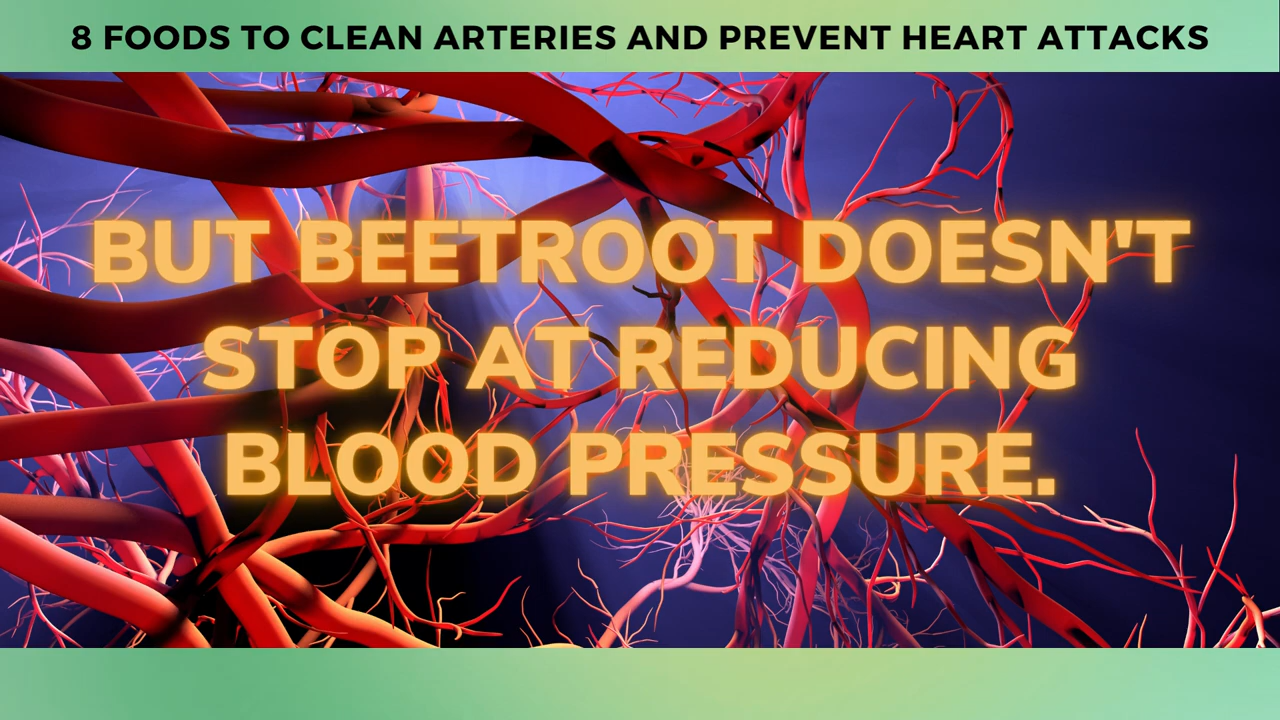 8 FOODS TO CLEAN ARTERIES AND PREVENT HEART ATTACKS
BUT BEETROOT DOESN'T
STOP AT REDUCING
BLOOD PRESSURE.